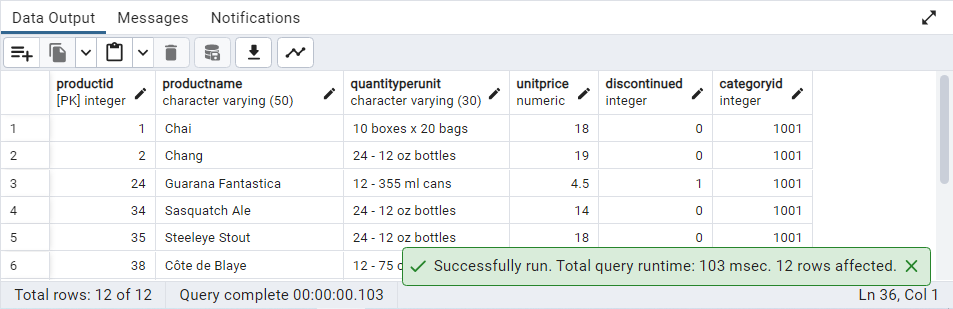 Data Output Messages Notifications
productid productname quantityperunit unitprice discontinued categoryid
[PK] integer character varying (50) character varying (30) numeric integer integer
1 1 Chai 10 boxes x 20 bags 18 0 1001
2 2 Chang 24 - 12 oz bottles 19 0 1001
3 24 Guarana Fantastica 12 - 355 ml cans 4.5 1 1001
4 34 Sasquatch Ale 24 - 12 oz bottles 14 0 1001
5 35 Steeleye Stout 24 - 12 oz bottles 18 0 1001
6 38 Côte de Blaye 12 - 75 c
Successfully run. Total query runtime: 103 msec. 12 rows affected.
Total rows: 12 of 12 Query complete 00:00:00.103 Ln 36, Col 1